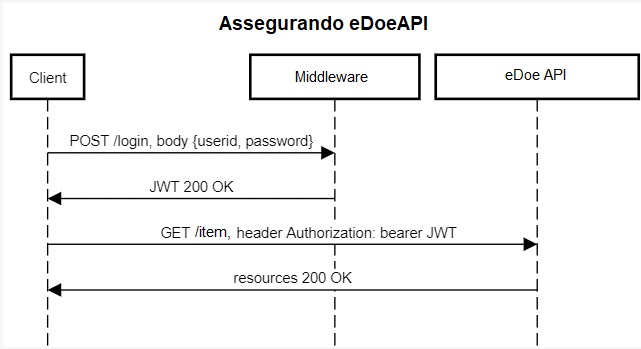 Assegurando eDoeAPI
Client
Middleware
eDoe API
POST /login, body {userid, password}
JWT 200 OK
GET /item, header Authorization: bearer JWT
resources 200 OK